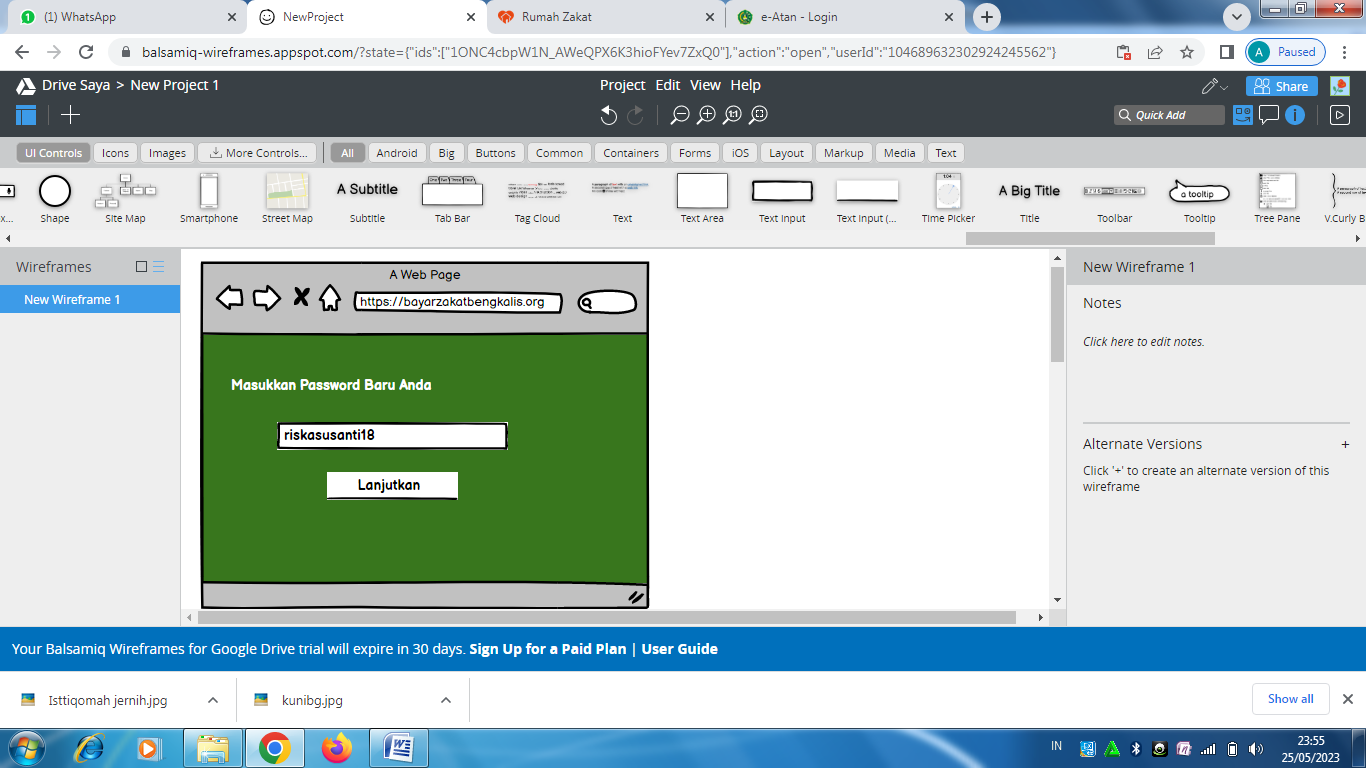 (1) WhatsApp
NewProject
Rumah Zakat
e-Atan - Login
balsamiq-wireframes.appspot.com/?state={"ids":["1ONC4cbpW1N_AWeQPX6K3hioFYev7ZxQ0"],"action":"open","userId":"104689632302924245562"}
A Paused
Drive Saya > New Project 1
Project Edit View Help
Share
Quick Add
UI Controls Icons Images More Controls... All Android Big Buttons Common Containers Forms iOS Layout Markup Media Text
A Subtitle
A Big Title
a tooltip
x... Shape Site Map Smartphone Street Map Subtitle Tab Bar Tag Cloud Text Text Area Text Input Text Input (... Time Picker Title Toolbar Tooltip Tree Pane V.Curly B
Wireframes
New Wireframe 1
A Web Page
https://bayarzakatbengkalis.org
Masukkan Password Baru Anda
riskasusanti18
Lanjutkan
New Wireframe 1
Notes
Click here to edit notes.
Alternate Versions +
Click '+' to create an alternate version of this
wireframe
Your Balsamiq Wireframes for Google Drive trial will expire in 30 days. Sign Up for a Paid Plan | User Guide
Isttiqomah jernih.jpg
kunibg.jpg
Show all
IN
23:55
25/05/2023